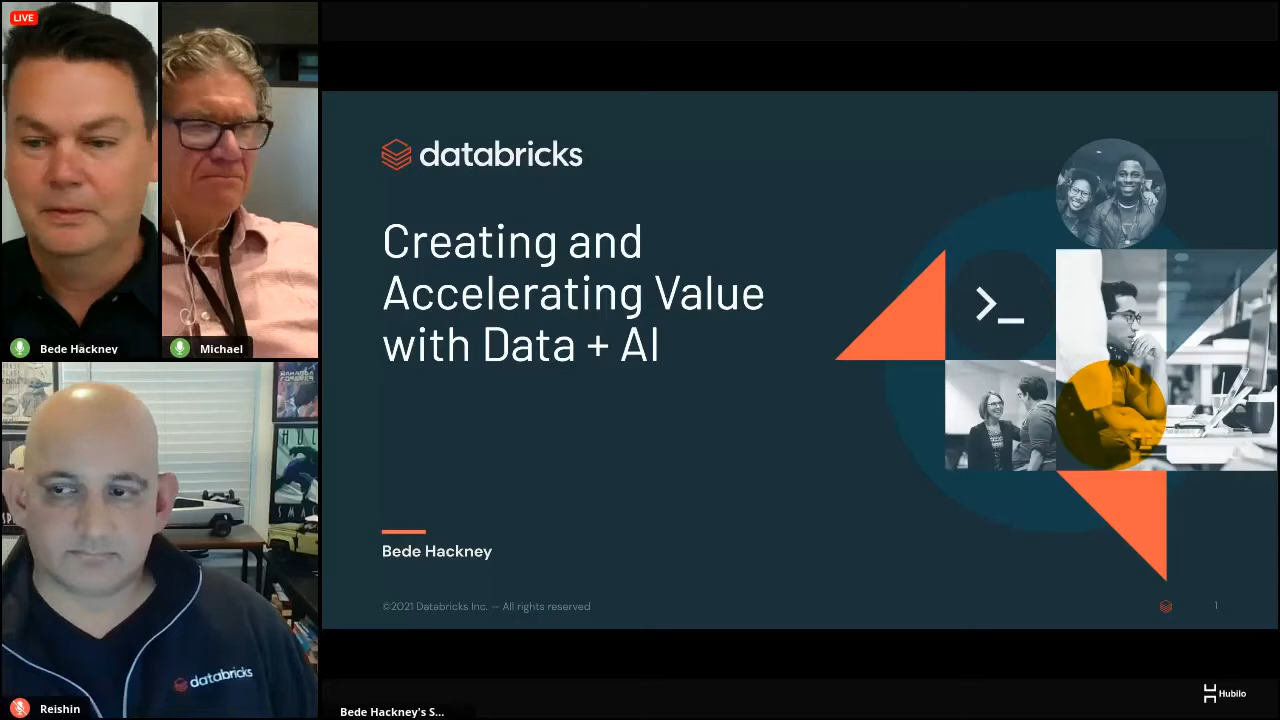 LIVE
Bede Hackney
Michael
databricks
Reishin
databricks
Creating and
Accelerating Value
with Data + AI
Bede Hackney
©2021 Databricks Inc. — All rights reserved
1
Bede Hackney's S...
Hubilo